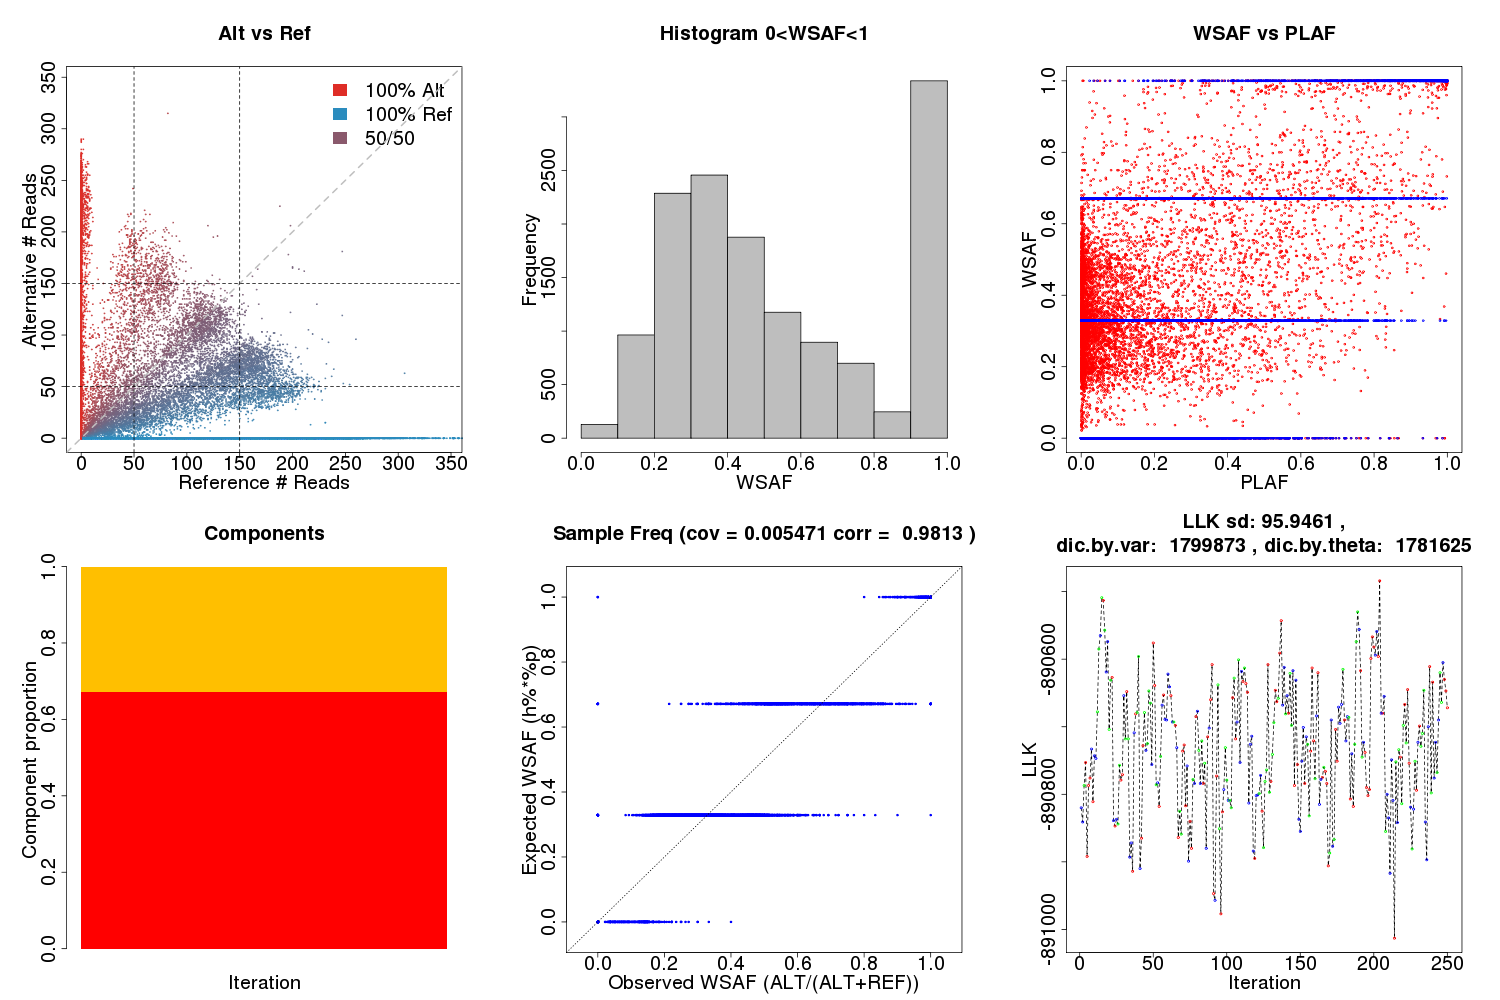 Alt vs Ref
100% Alt
100% Ref
50/50
Alternative # Reads
0 50 100 150 200 250 300 350
0 50 100 150 200 250 300 350
Reference # Reads
Histogram 0<WSAF<1
Frequency
0 500 1500 2500
0.0 0.2 0.4 0.6 0.8 1.0
WSAF
WSAF vs PLAF
WSAF
0.0 0.2 0.4 0.6 0.8 1.0
0.0 0.2 0.4 0.6 0.8 1.0
PLAF
Components
Component proportion
0.0 0.2 0.4 0.6 0.8 1.0
Iteration
Sample Freq (cov = 0.005471 corr = 0.9813 )
Expected WSAF (h%*%p)
0.0 0.2 0.4 0.6 0.8 1.0
0.0 0.2 0.4 0.6 0.8 1.0
Observed WSAF (ALT/(ALT+REF))
LLK sd: 95.9461 ,
dic.by.var: 1799873 , dic.by.theta: 1781625
LLK
-891000 -890800 -890600
0 50 100 150 200 250
Iteration